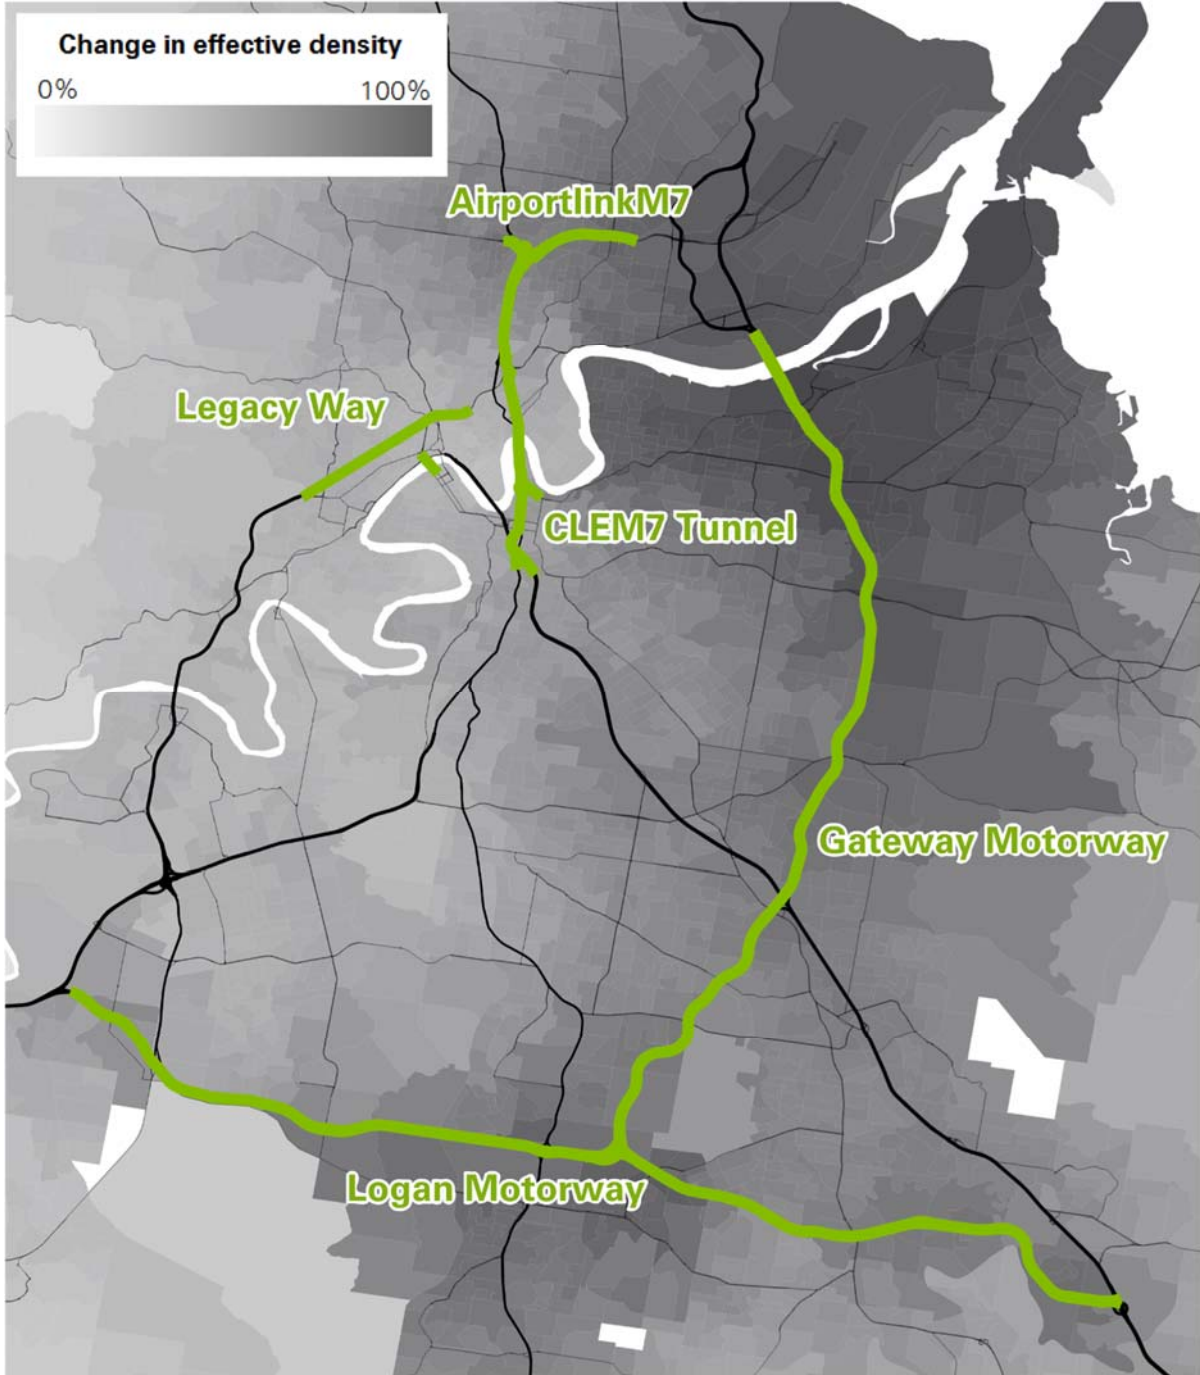 Change in effective density
0% 100%
AirportlinkM7
Legacy Way
CLEM7 Tunnel
Gateway Motorway
Logan Motorway